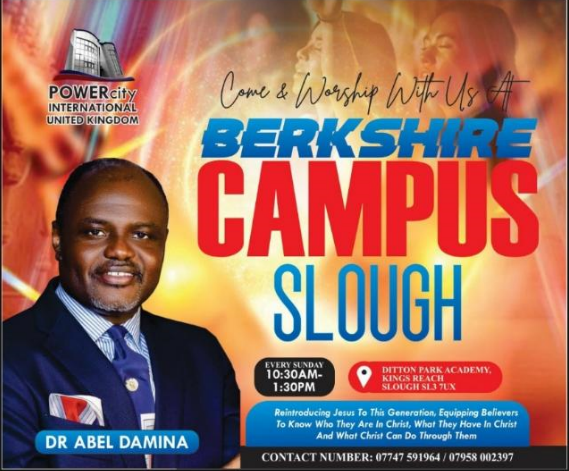 POWERcity
INTERNATIONAL
UNITED KINGDOM
Come & Worship With Us At
BERKSHIRE
CAMPUS
SLOUGH
EVERY SUNDAY
10:30AM-
1:30PM
DITTON PARK ACADEMY,
KINGS REACH
SLOUGH SL3 7UX
Reintroducing Jesus To This Generation, Equipping Believers
To Know Who They Are In Christ, What They Have In Christ
And What Christ Can Do Through Them
DR ABEL DAMINA
CONTACT NUMBER: 07747 591964 / 07958 002397